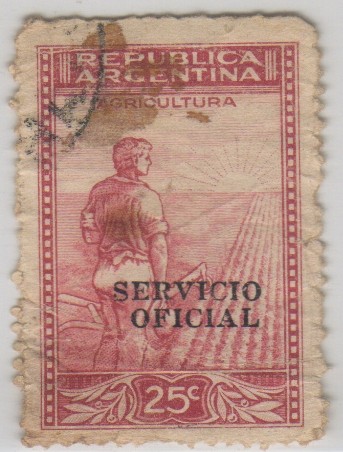 REPUBLICA
ARGENTINA
AGRICULTURA
SERVICIO
OFICIAL
25c